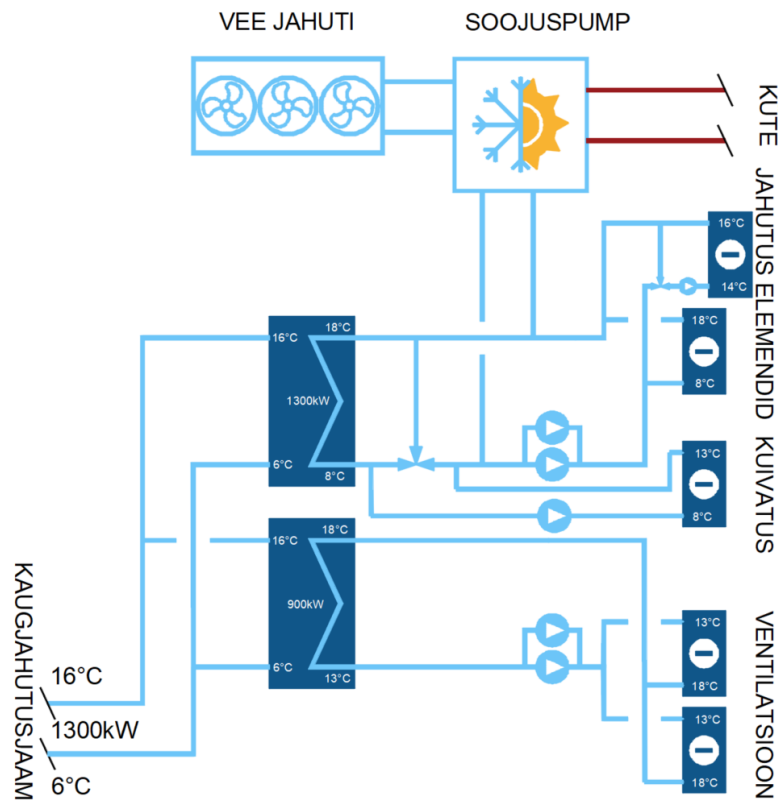 VEE JAHUTI
SOOJUSPUMP
KUTE
JAHUTUS ELEMENDID
16°C
14°C
18°C
8°C
16°C
18°C
1300kW
6°C
8°C
KUIVATUS
13°C
8°C
16°C
18°C
900kW
6°C
13°C
VENTILATSIOON
13°C
18°C
13°C
18°C
KAUGJAHUTUSJAAM
16°C
1300kW
6°C